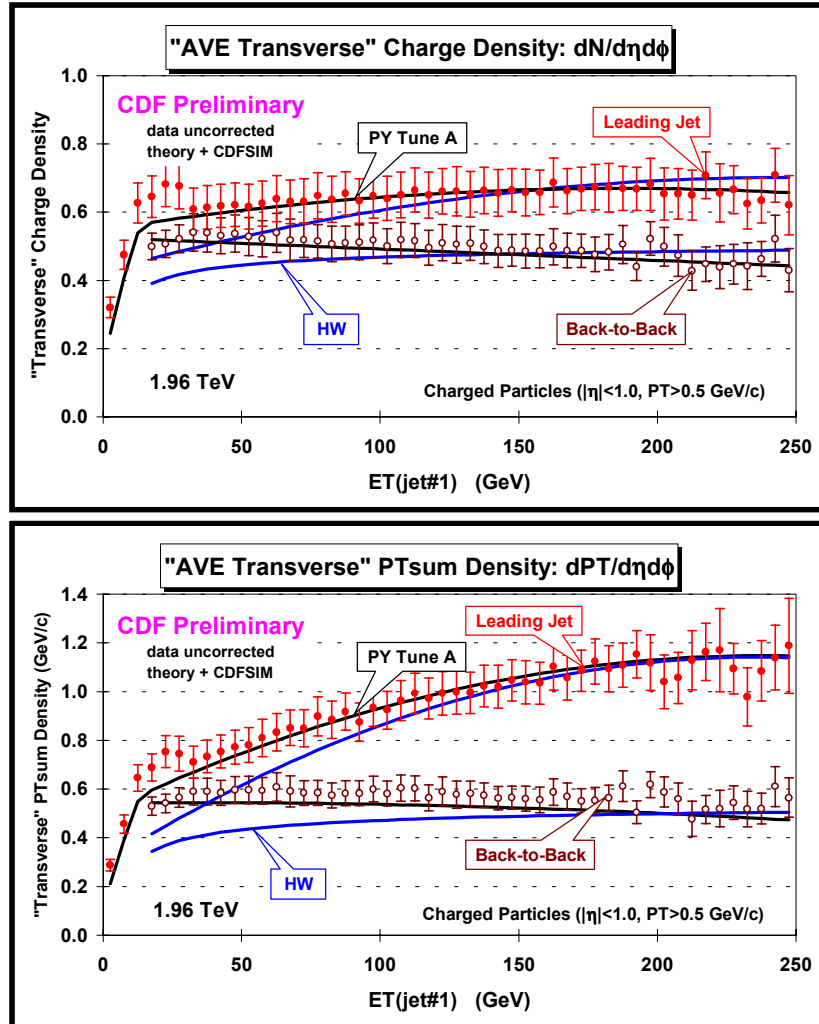 "AVE Transverse" Charge Density: dN/dηdϕ
1.0
0.8
0.6
0.4
0.2
0.0
"Transverse" Charge Density
CDF Preliminary
data uncorrected
theory + CDFSIM
PY Tune A
Leading Jet
HW
Back-to-Back
1.96 TeV
Charged Particles (|η|<1.0, PT>0.5 GeV/c)
0 50 100 150 200 250
ET(jet#1) (GeV)
"AVE Transverse" PTsum Density: dPT/dηdϕ
1.4
1.2
1.0
0.8
0.6
0.4
0.2
0.0
"Transverse" PTsum Density (GeV/c)
CDF Preliminary
data uncorrected
theory + CDFSIM
PY Tune A
Leading Jet
HW
Back-to-Back
1.96 TeV
Charged Particles (|η|<1.0, PT>0.5 GeV/c)
0 50 100 150 200 250
ET(jet#1) (GeV)